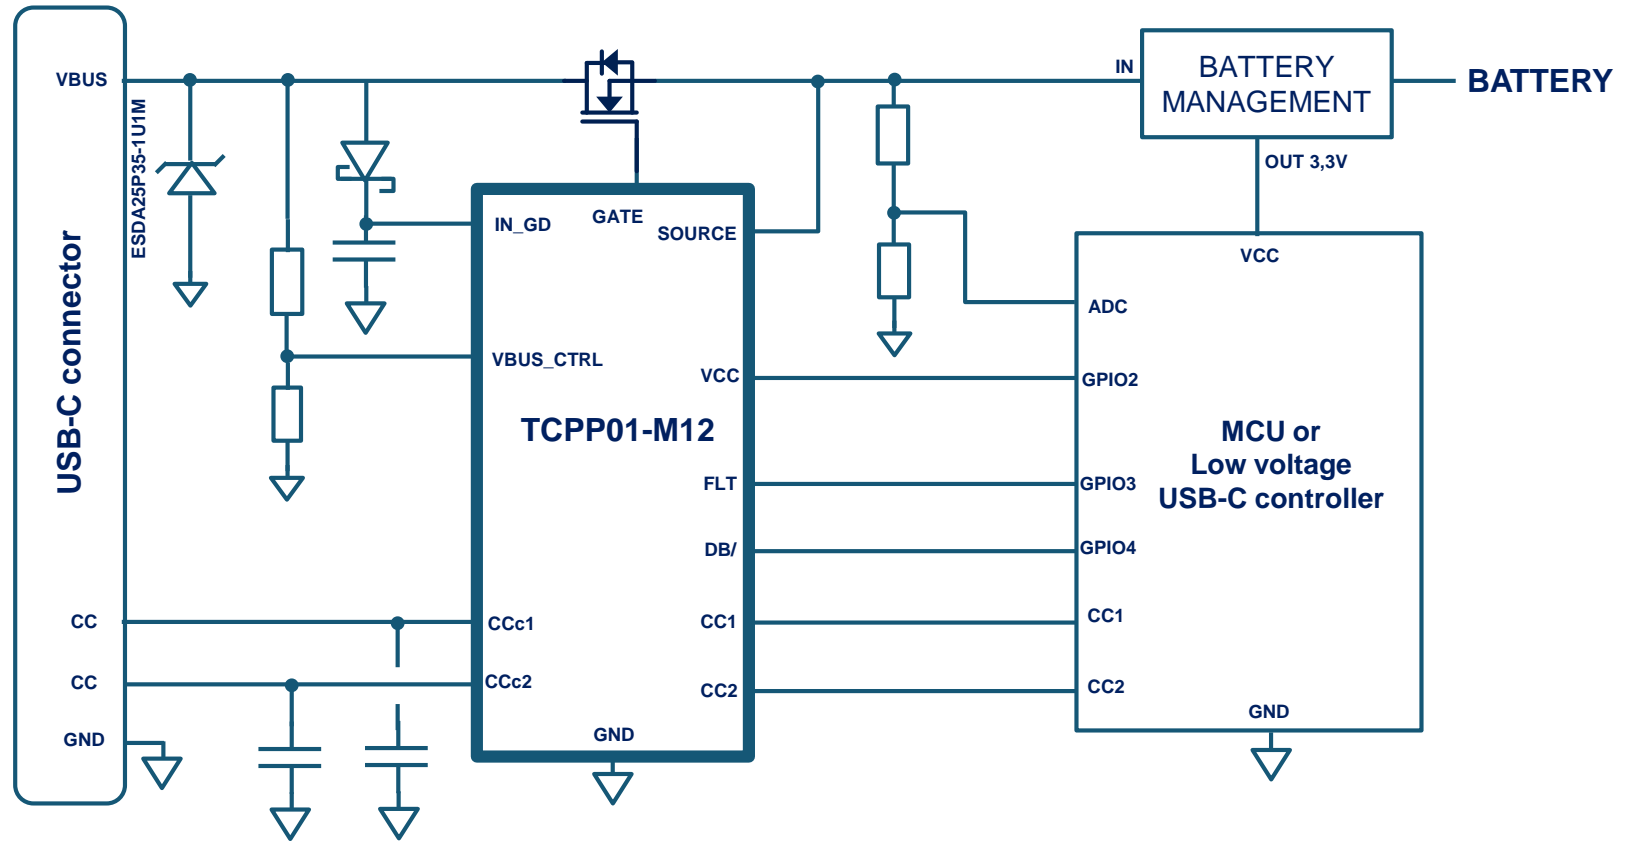 VBUS
ESDA25P35-1U1M
USB-C connector
CC
CC
GND
IN_GD
GATE
SOURCE
VBUS_CTRL
VCC
TCPP01-M12
FLT
DB/
CCc1
CC1
CCc2
CC2
GND
IN
BATTERY
MANAGEMENT
BATTERY
OUT 3,3V
VCC
ADC
GPIO2
MCU or
Low voltage
USB-C controller
GPIO3
GPIO4
CC1
CC2
GND